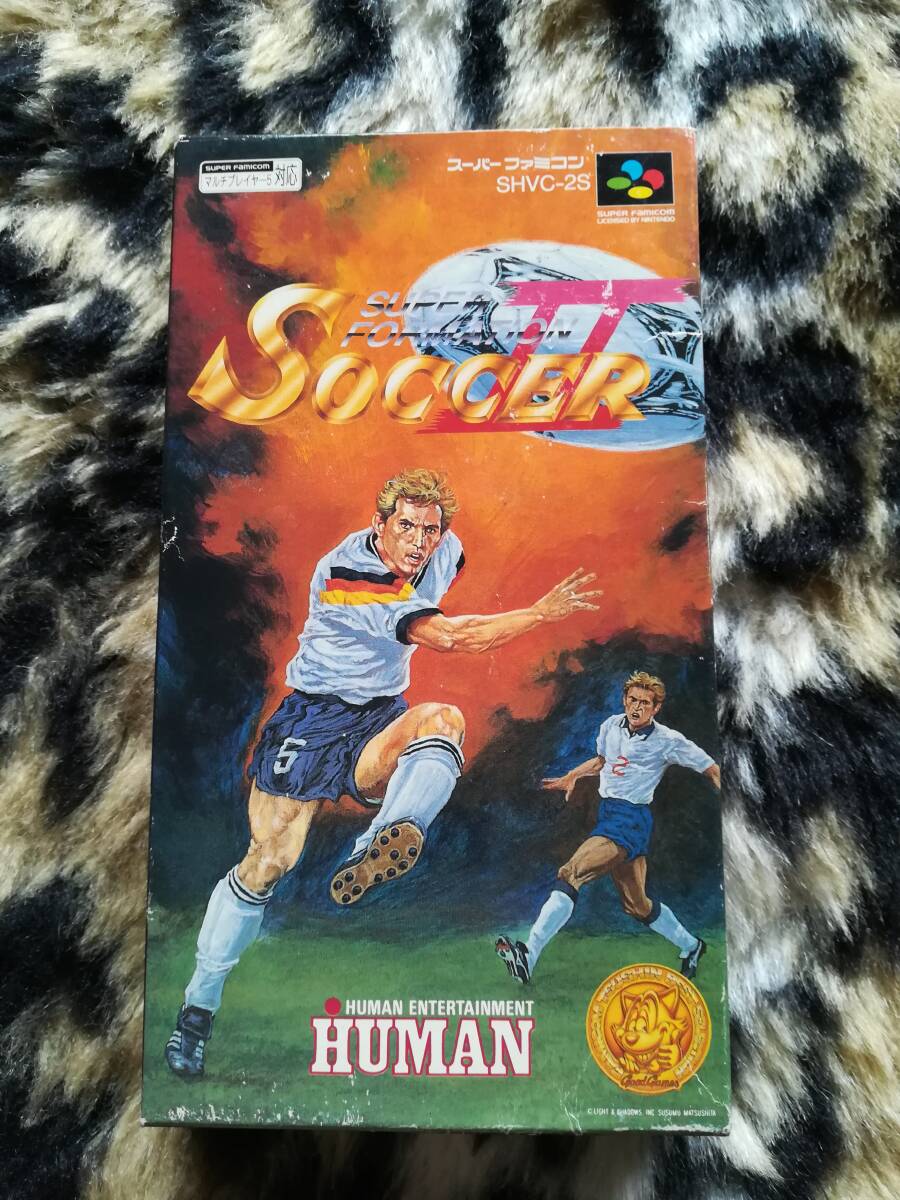 SUPER FAMICOM
マルチプレイヤー5 対応
スーパーファミコン
SHVC-2S
SUPER FAMICOM
LICENSED BY NINTENDO
SUPER
FORMATION
SOCCER II
5
2
HUMAN ENTERTAINMENT
HUMAN
Good Games
©LIGHT & SHADOWS, INC SUSUMU MATSUSHITA